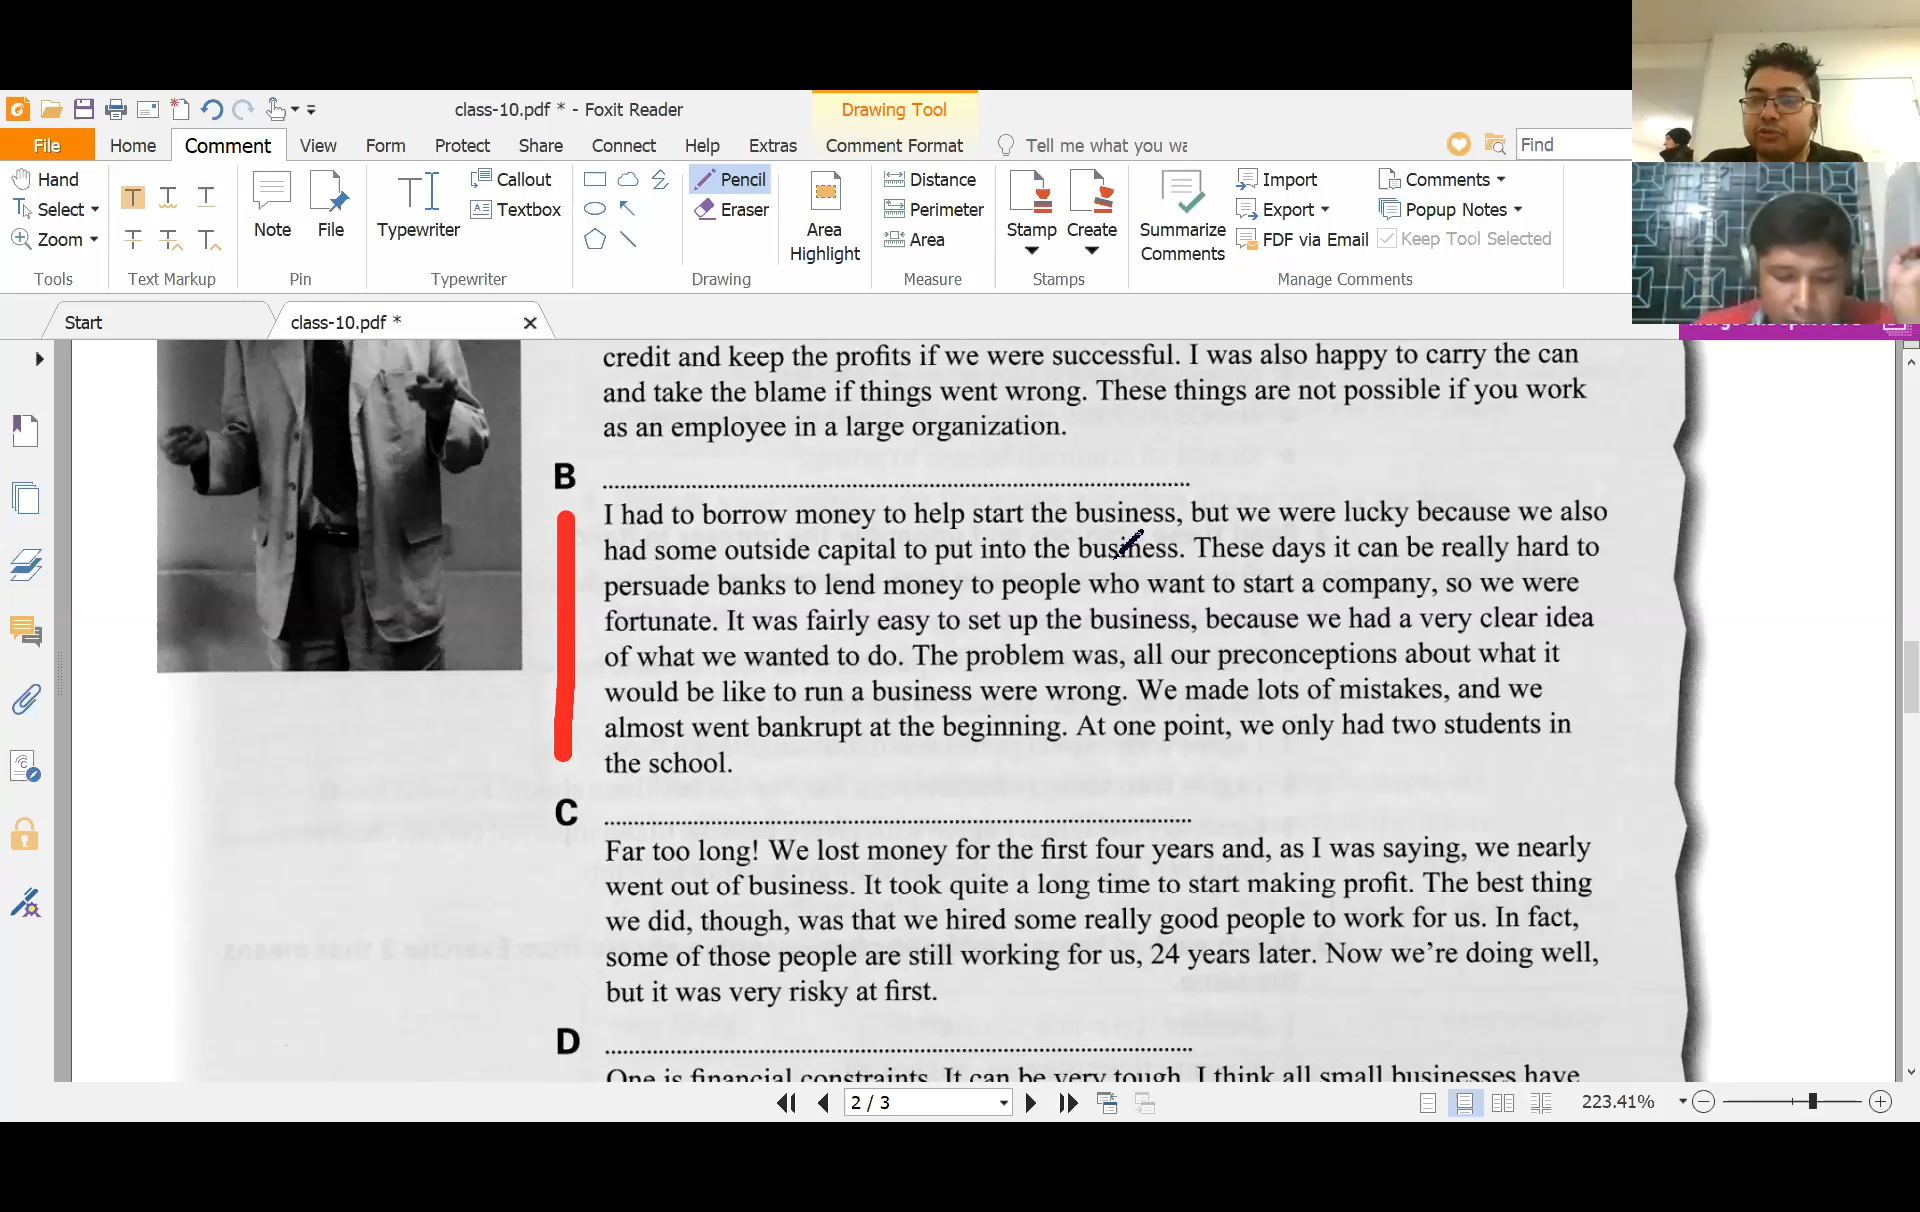 class-10.pdf * - Foxit Reader
Drawing Tool
File Home Comment View Form Protect Share Connect Help Extras Comment Format Tell me what you wa Find
Hand
Select
Zoom
Tools
Text Markup
Note
File
Pin
Typewriter
Callout
Textbox
Typewriter
Pencil
Eraser
Drawing
Area
Highlight
Distance
Perimeter
Area
Measure
Stamp
Create
Stamps
Summarize
Comments
Import
Export
FDF via Email
Comments
Popup Notes
Keep Tool Selected
Manage Comments
Start
class-10.pdf *
credit and keep the profits if we were successful. I was also happy to carry the can
and take the blame if things went wrong. These things are not possible if you work
as an employee in a large organization.
B ....................
I had to borrow money to help start the business, but we were lucky because we also
had some outside capital to put into the business. These days it can be really hard to
persuade banks to lend money to people who want to start a company, so we were
fortunate. It was fairly easy to set up the business, because we had a very clear idea
of what we wanted to do. The problem was, all our preconceptions about what it
would be like to run a business were wrong. We made lots of mistakes, and we
almost went bankrupt at the beginning. At one point, we only had two students in
the school.
C ....................
Far too long! We lost money for the first four years and, as I was saying, we nearly
went out of business. It took quite a long time to start making profit. The best thing
we did, though, was that we hired some really good people to work for us. In fact,
some of those people are still working for us, 24 years later. Now we're doing well,
but it was very risky at first.
D ....................
One is financial constraints. It can be very tough. I think all small businesses have
2 / 3
223.41%